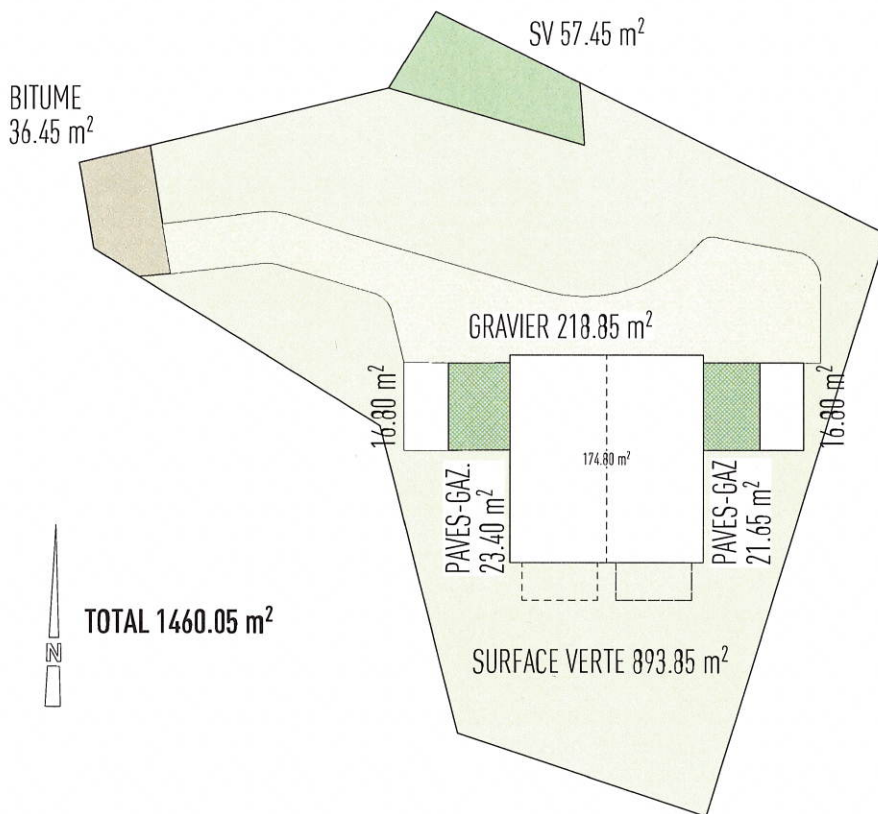 SV 57.45 m²
BITUME
36.45 m²
GRAVIER 218.85 m²
16.80 m²
16.80 m²
174.80 m²
PAVES-GAZ.
23.40 m²
PAVES-GAZ
21.65 m²
N
TOTAL 1460.05 m²
SURFACE VERTE 893.85 m²